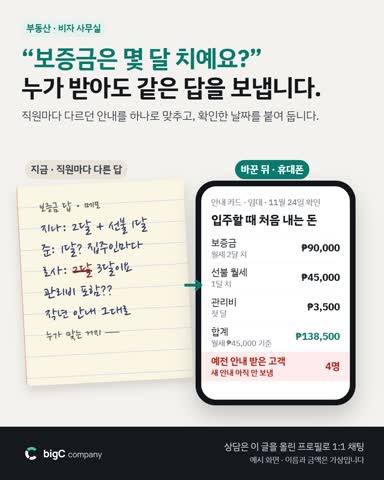 부동산 · 비자 사무실
“보증금은 몇 달 치예요?”
누가 받아도 같은 답을 보냅니다.
직원마다 다르던 안내를 하나로 맞추고, 확인한 날짜를 붙여 둡니다.
지금 · 직원마다 다른 답
보증금 답 · 메모
지나: 2달 + 선불 1달
준: 1달? 집주인마다
로사: 2달 3달이요
관리비 포함??
작년 안내 그대로
누가 맞는 거지 —
바꾼 뒤 · 휴대폰
안내 카드 · 임대 · 11월 24일 확인
입주할 때 처음 내는 돈
보증금
월세 2달 치
₱90,000
선불 월세
1달 치
₱45,000
관리비
첫 달
₱3,500
합계
월세 ₱45,000 기준
₱138,500
예전 안내 받은 고객
새 안내 아직 안 보냄
4명
bigC company
상담은 이 글을 올린 프로필로 1:1 채팅
예시 화면 · 이름과 금액은 가상입니다